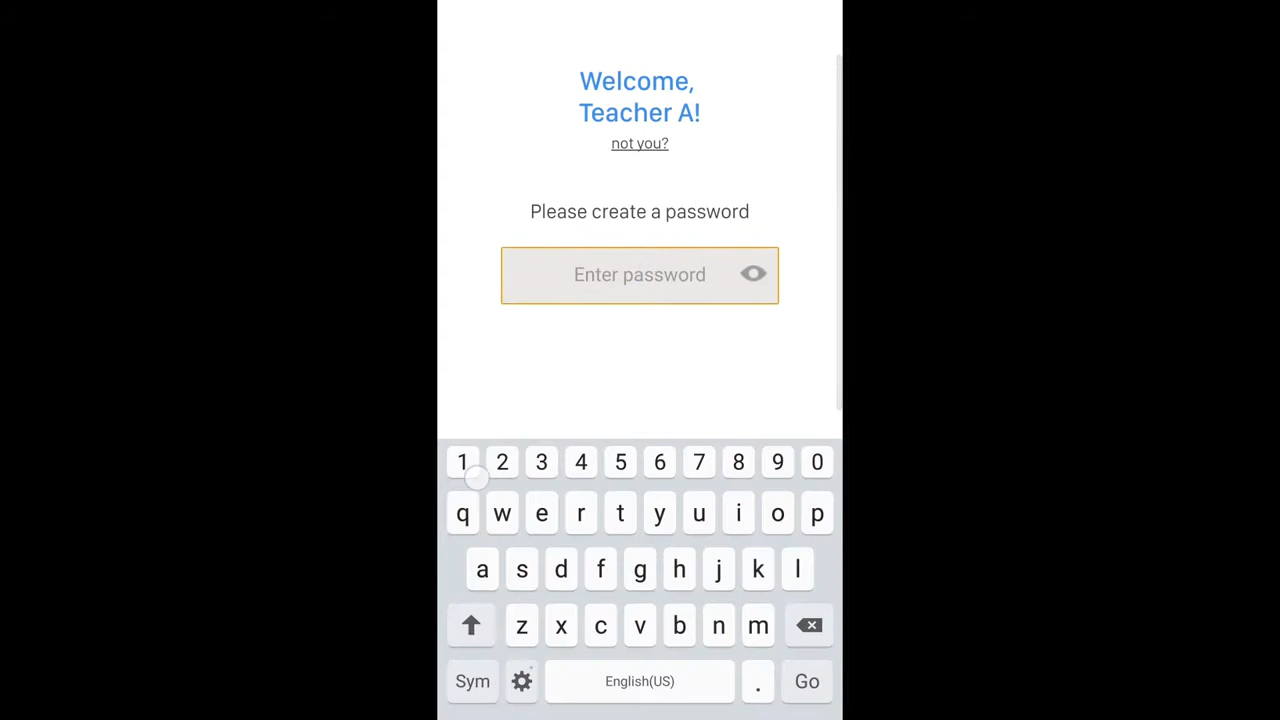 Welcome,
Teacher A!
not you?
Please create a password
Enter password
1 2 3 4 5 6 7 8 9 0
q w e r t y u i o p
a s d f g h j k l
z x c v b n m
Sym English(US) . Go